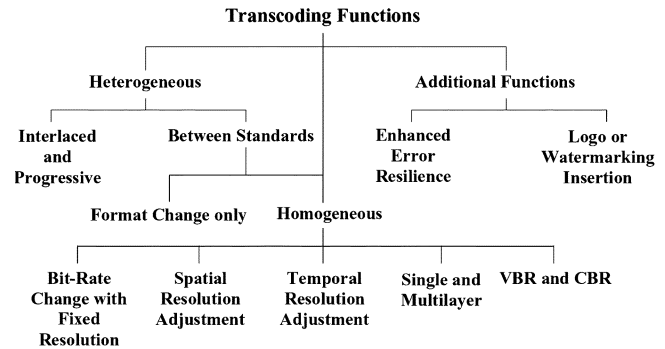 Transcoding Functions
Heterogeneous
Additional Functions
Interlaced
and
Progressive
Between Standards
Enhanced
Error
Resilience
Logo or
Watermarking
Insertion
Format Change only
Homogeneous
Bit-Rate
Change with
Fixed
Resolution
Spatial
Resolution
Adjustment
Temporal
Resolution
Adjustment
Single and
Multilayer
VBR and CBR